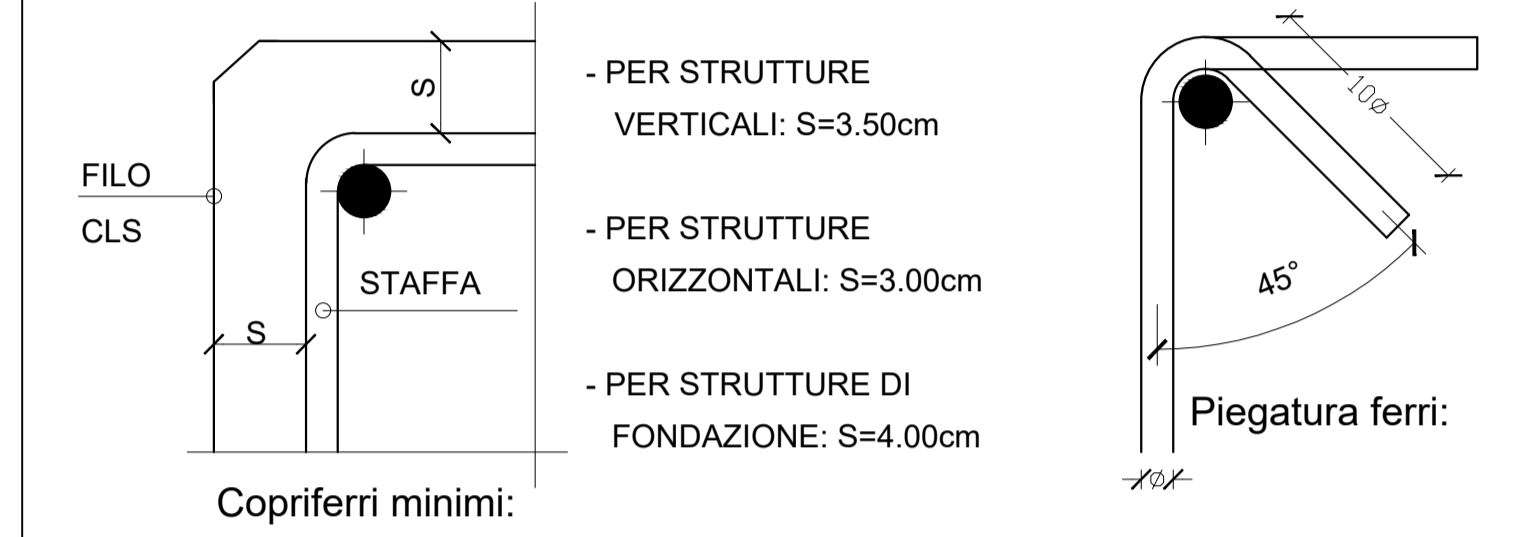 S
FILO
CLS
STAFFA
S
Copriferri minimi:
- PER STRUTTURE
VERTICALI: S=3.50cm
- PER STRUTTURE
ORIZZONTALI: S=3.00cm
- PER STRUTTURE DI
FONDAZIONE: S=4.00cm
10Ø
45°
Piegatura ferri:
Ø